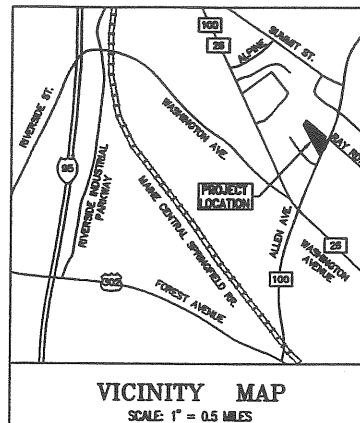 100
26
ALPINE
SUMMIT ST.
RIVERSIDE ST.
WASHINGTON AVE.
RAY RD
95
RIVERSIDE INDUSTRIAL
PARKWAY
PROJECT
LOCATION
MAINE CENTRAL SPRINGFIELD RR.
ALLEN AVE.
26
WASHINGTON
AVENUE
302
FOREST AVENUE
100
VICINITY MAP
SCALE: 1" = 0.5 MILES